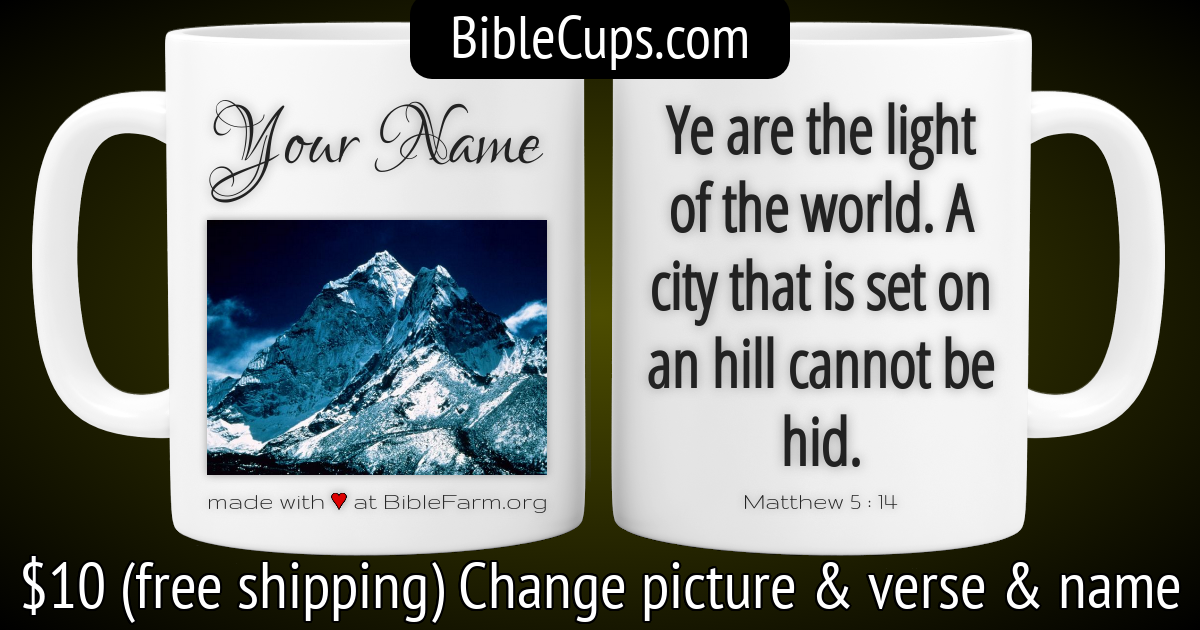 BibleCups.com
Your Name
made with ❤ at BibleFarm.org
Ye are the light
of the world. A
city that is set on
an hill cannot be
hid.
Matthew 5 : 14
$10 (free shipping) Change picture & verse & name